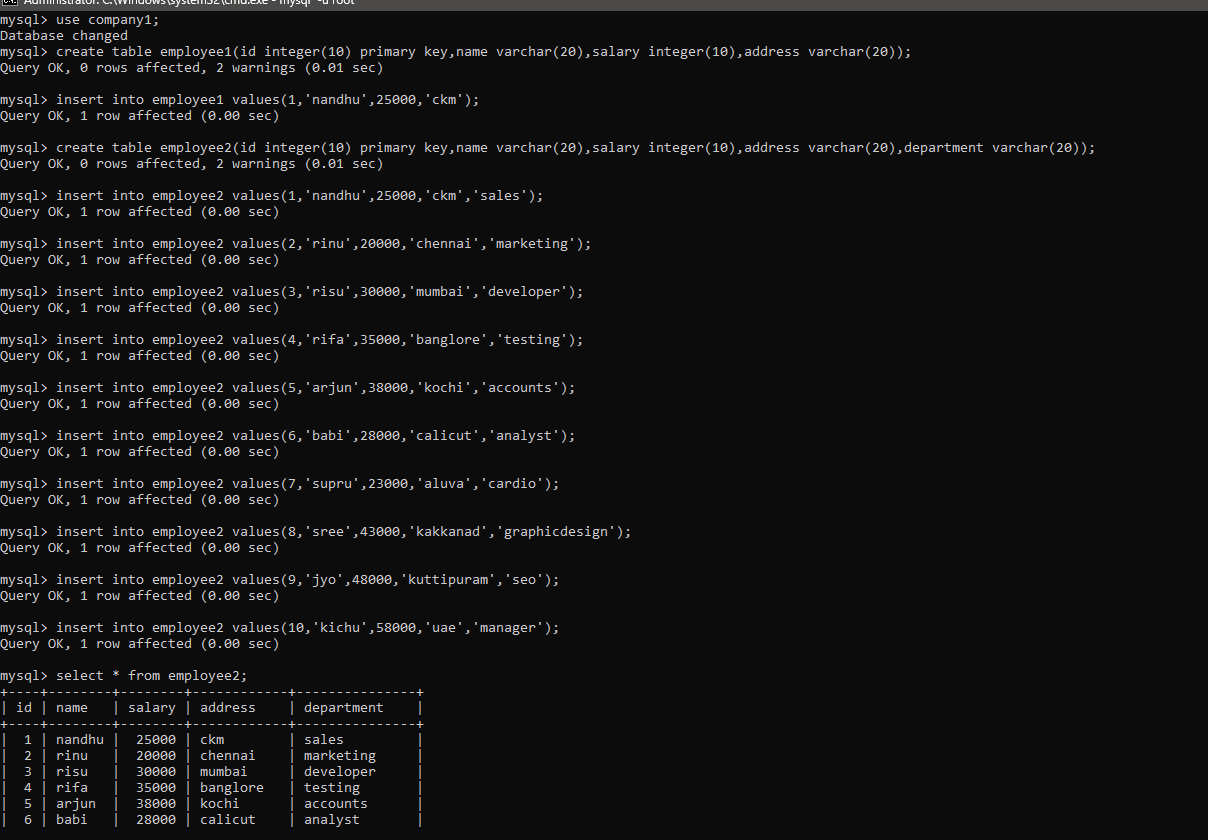 Administrator: C:\Windows\system32\cmd.exe - mysql -u root
mysql> use company1;
Database changed
mysql> create table employee1(id integer(10) primary key,name varchar(20),salary integer(10),address varchar(20));
Query OK, 0 rows affected, 2 warnings (0.01 sec)
mysql> insert into employee1 values(1,'nandhu',25000,'ckm');
Query OK, 1 row affected (0.00 sec)
mysql> create table employee2(id integer(10) primary key,name varchar(20),salary integer(10),address varchar(20),department varchar(20));
Query OK, 0 rows affected, 2 warnings (0.01 sec)
mysql> insert into employee2 values(1,'nandhu',25000,'ckm','sales');
Query OK, 1 row affected (0.00 sec)
mysql> insert into employee2 values(2,'rinu',20000,'chennai','marketing');
Query OK, 1 row affected (0.00 sec)
mysql> insert into employee2 values(3,'risu',30000,'mumbai','developer');
Query OK, 1 row affected (0.00 sec)
mysql> insert into employee2 values(4,'rifa',35000,'banglore','testing');
Query OK, 1 row affected (0.00 sec)
mysql> insert into employee2 values(5,'arjun',38000,'kochi','accounts');
Query OK, 1 row affected (0.00 sec)
mysql> insert into employee2 values(6,'babi',28000,'calicut','analyst');
Query OK, 1 row affected (0.00 sec)
mysql> insert into employee2 values(7,'supru',23000,'aluva','cardio');
Query OK, 1 row affected (0.00 sec)
mysql> insert into employee2 values(8,'sree',43000,'kakkanad','graphicdesign');
Query OK, 1 row affected (0.00 sec)
mysql> insert into employee2 values(9,'jyo',48000,'kuttipuram','seo');
Query OK, 1 row affected (0.00 sec)
mysql> insert into employee2 values(10,'kichu',58000,'uae','manager');
Query OK, 1 row affected (0.00 sec)
mysql> select * from employee2;
+----+--------+--------+------------+---------------+
| id | name   | salary | address    | department    |
+----+--------+--------+------------+---------------+
|  1 | nandhu |  25000 | ckm        | sales         |
|  2 | rinu   |  20000 | chennai    | marketing     |
|  3 | risu   |  30000 | mumbai     | developer     |
|  4 | rifa   |  35000 | banglore   | testing       |
|  5 | arjun  |  38000 | kochi      | accounts      |
|  6 | babi   |  28000 | calicut    | analyst       |